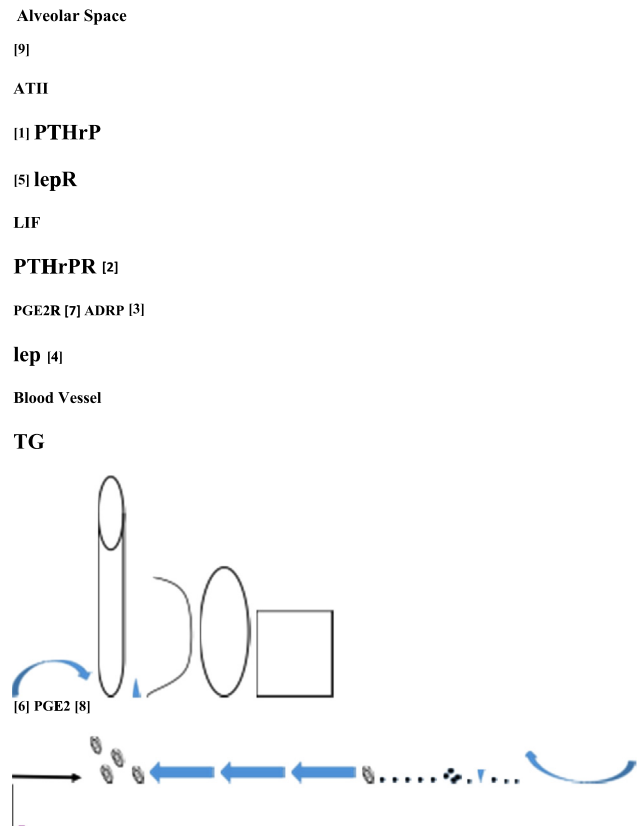 Alveolar Space
[9]
ATII
[1] PTHrP
[5] lepR
LIF
PTHrPR [2]
PGE2R [7] ADRP [3]
lep [4]
Blood Vessel
TG
[6] PGE2 [8]